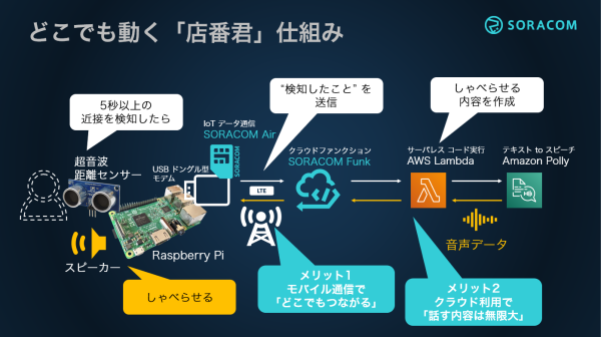 どこでも動く「店番君」仕組み
SORACOM
5秒以上の
近接を検知したら
“検知したこと” を
送信
しゃべらせる
内容を作成
IoT データ通信
SORACOM Air
超音波
距離センサー
USB ドングル型
モデム
SORACOM
クラウドファンクション
SORACOM Funk
サーバレス コード実行
AWS Lambda
テキスト to スピーチ
Amazon Polly
LTE
音声データ
スピーカー
Raspberry Pi
しゃべらせる
メリット1
モバイル通信で
「どこでもつながる」
メリット2
クラウド利用で
「話す内容は無限大」